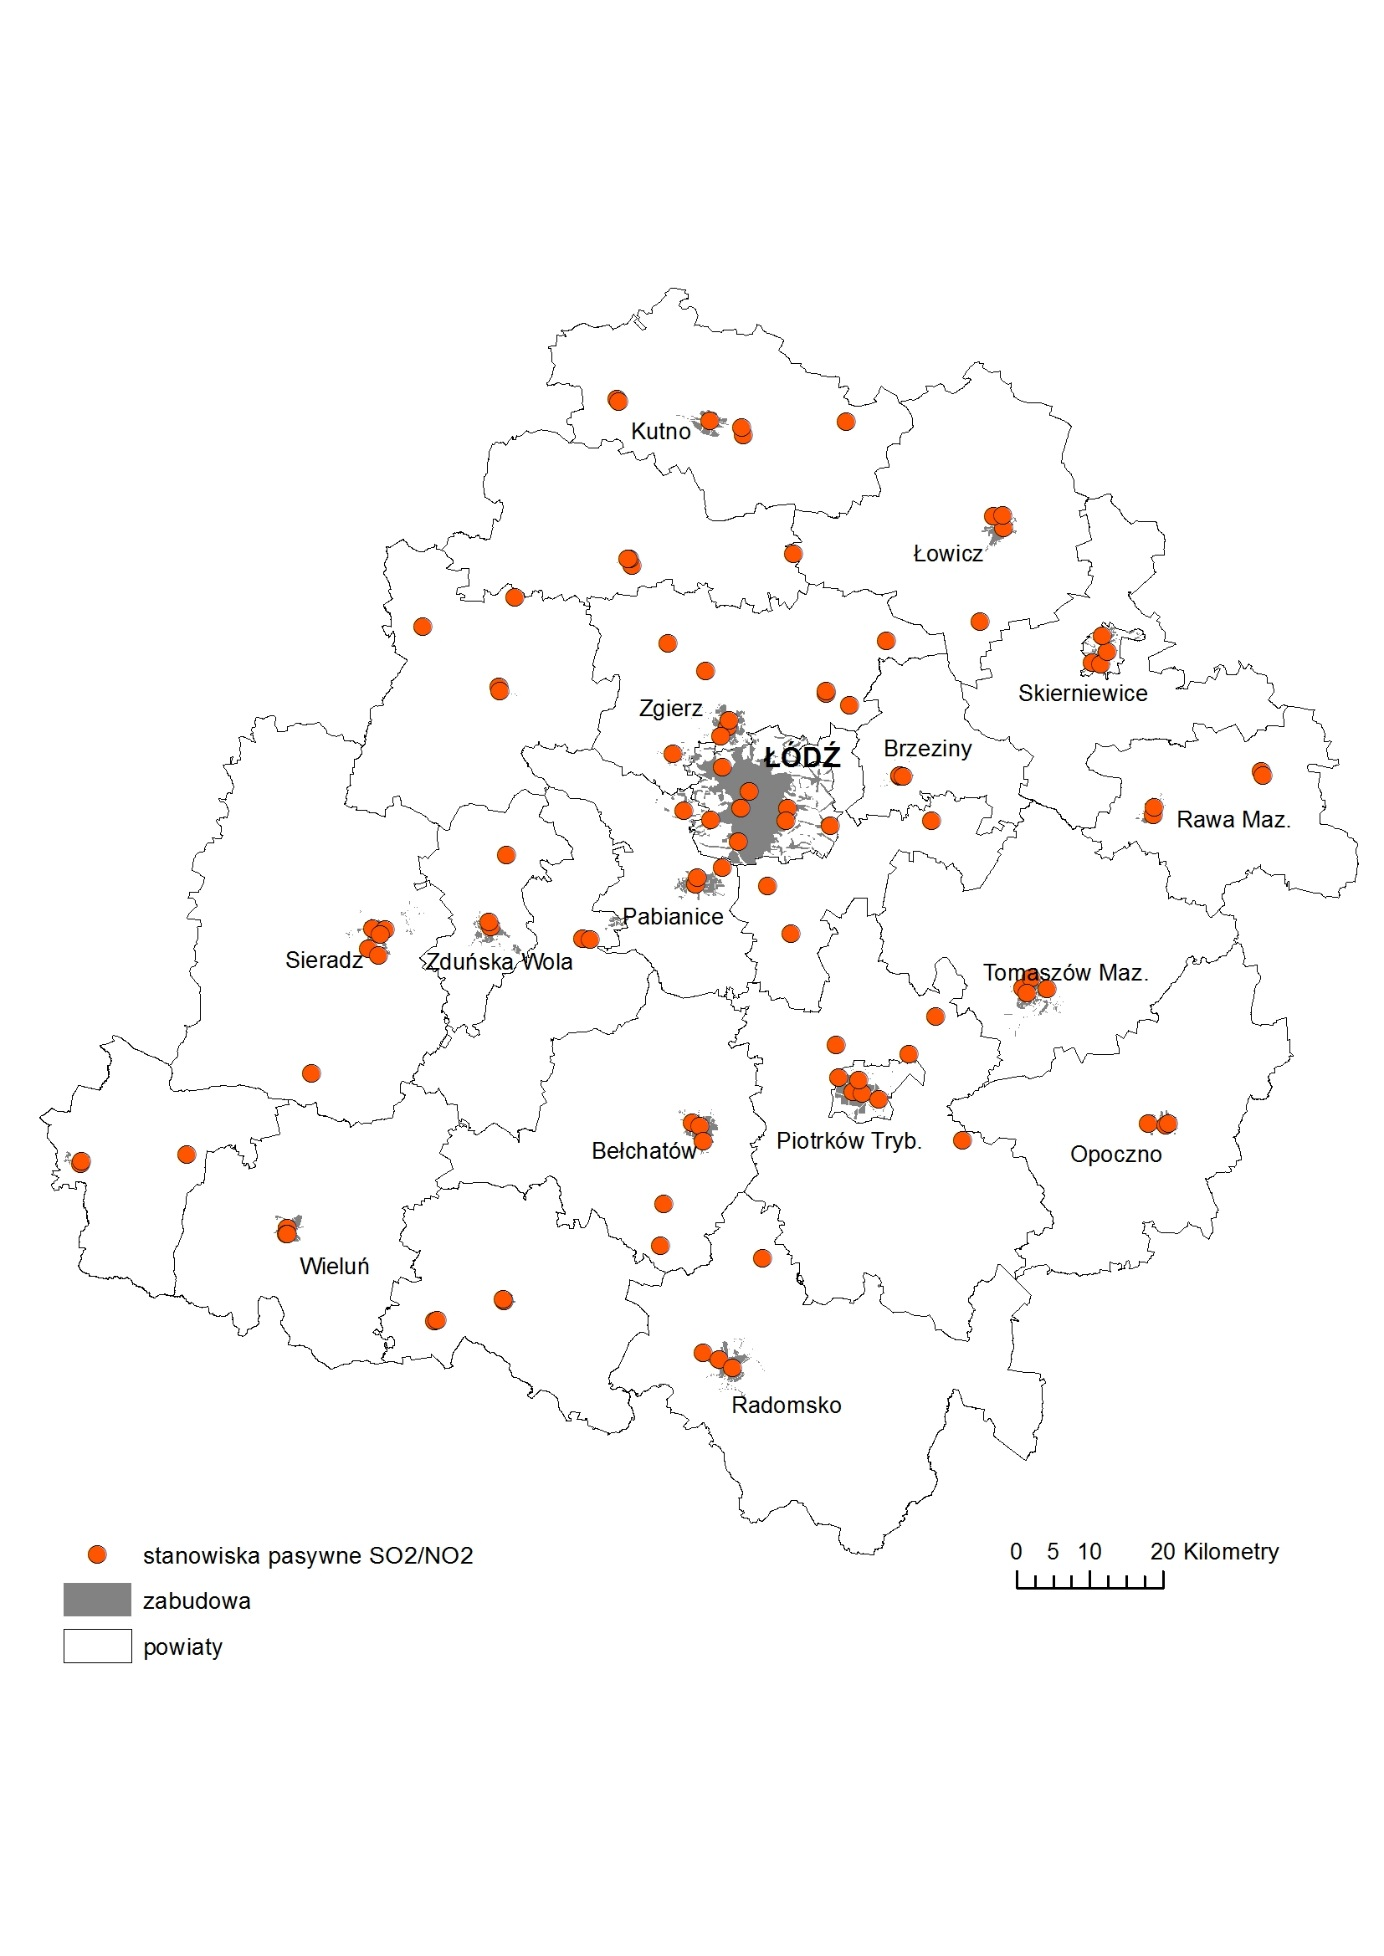 Kutno
Łowicz
Skierniewice
Zgierz
ŁÓDŹ
Brzeziny
Rawa Maz.
Pabianice
Sieradz
Zduńska Wola
Tomaszów Maz.
Bełchatów
Piotrków Tryb.
Opoczno
Wieluń
Radomsko
stanowiska pasywne SO2/NO2
zabudowa
powiaty
0 5 10 20 Kilometry